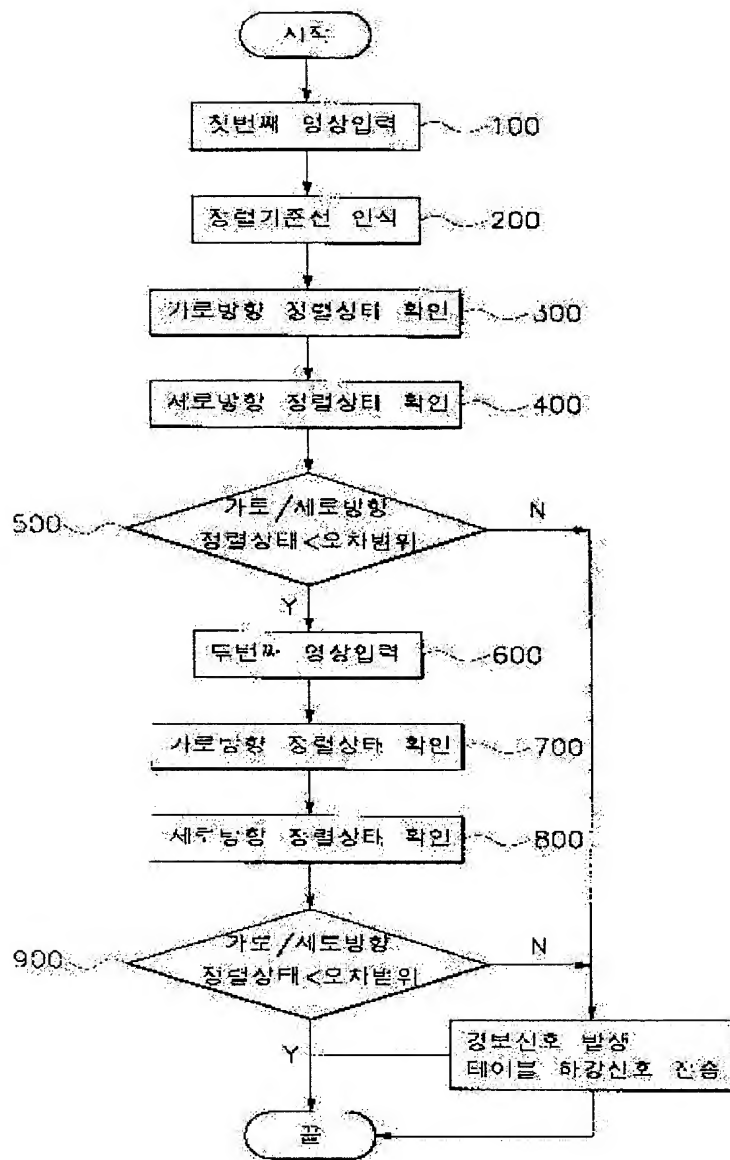 시작
첫번째 영상입력
100
정렬기준선 인식
200
가로방향 정렬상태 확인
300
세로방향 정렬상태 확인
400
가로/세로방향
정렬상태<오차범위
500
N
Y
두번째 영상입력
600
가로방향 정렬상태 확인
700
세로방향 정렬상태 확인
800
가로/세로방향
정렬상태<오차범위
900
N
Y
경보신호 발생
테이블 하강신호 전송
끝